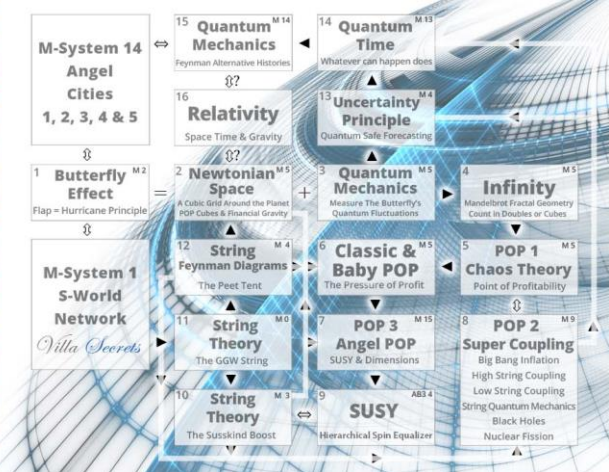 M-System 14
Angel
Cities
1, 2, 3, 4 & 5
15 M 14
Quantum
Mechanics
Feynman Alternative Histories
14 M 13
Quantum
Time
Whatever can happen does
?
16
Relativity
Space Time & Gravity
13 M 4
Uncertainty
Principle
Quantum Safe Forecasting
?
1 M 2
Butterfly
Effect
Flap = Hurricane Principle
=
2 M 5
Newtonian
Space
A Cubic Grid Around the Planet
POP Cubes & Financial Gravity
+
3 M 5
Quantum
Mechanics
Measure The Butterfly's
Quantum Fluctuations
4 M 5
Infinity
Mandelbrot Fractal Geometry
Count in Doubles or Cubes
M-System 1
S-World
Network
Villa Secrets
12 M 4
String
Feynman Diagrams
The Peet Tent
6 M 5
Classic &
Baby POP
The Pressure of Profit
5 M 5
POP 1
Chaos Theory
Point of Profitability
11 M 0
String
Theory
The GGW String
7 M 15
POP 3
Angel POP
SUSY & Dimensions
8 M 9
POP 2
Super Coupling
Big Bang Inflation
High String Coupling
Low String Coupling
String Quantum Mechanics
Black Holes
Nuclear Fission
10 M 3
String
Theory
The Susskind Boost
9 AB3 4
SUSY
Hierarchical Spin Equalizer